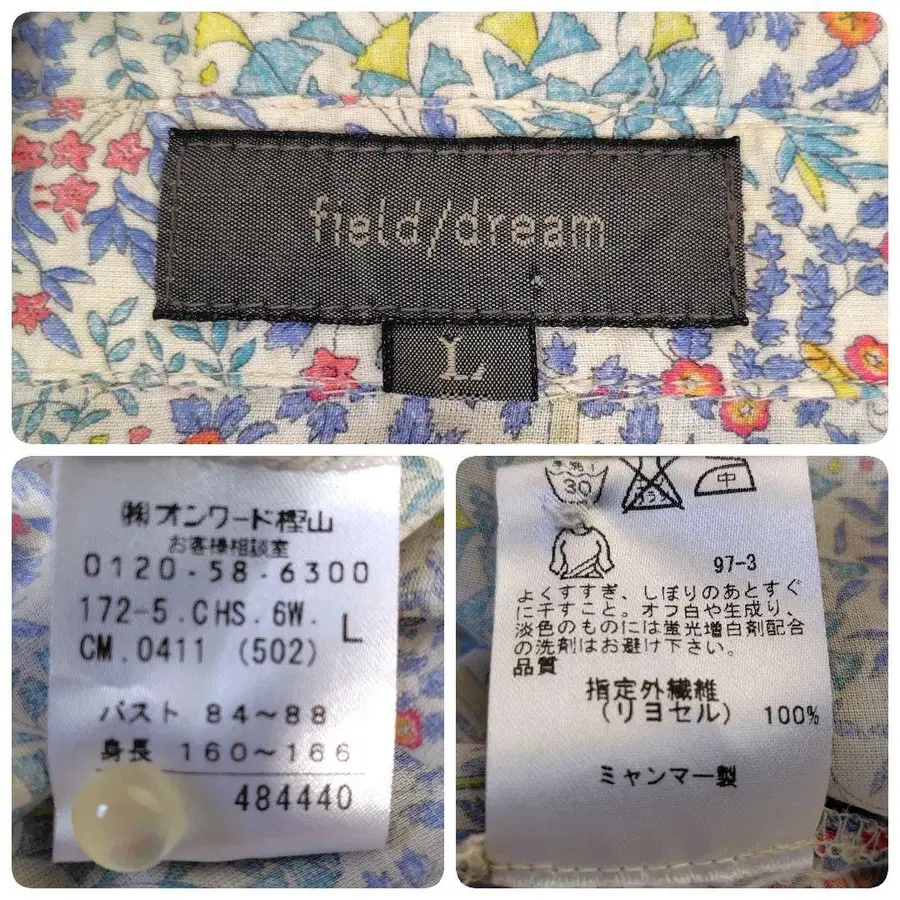 field/dream
L
㈱オンワード樫山
お客様相談室
0120-58-6300
172-5.CHS.6W.
L
CM.0411 (502)
バスト 84～88
身長 160～166
484440
30
中
97-3
よくすすぎ、しぼりのあとすぐ
に干すこと。オフ白や生成り、
淡色のものには蛍光増白剤配合
の洗剤はお避け下さい。
品質
指定外繊維
(リヨセル) 100%
ミャンマー製